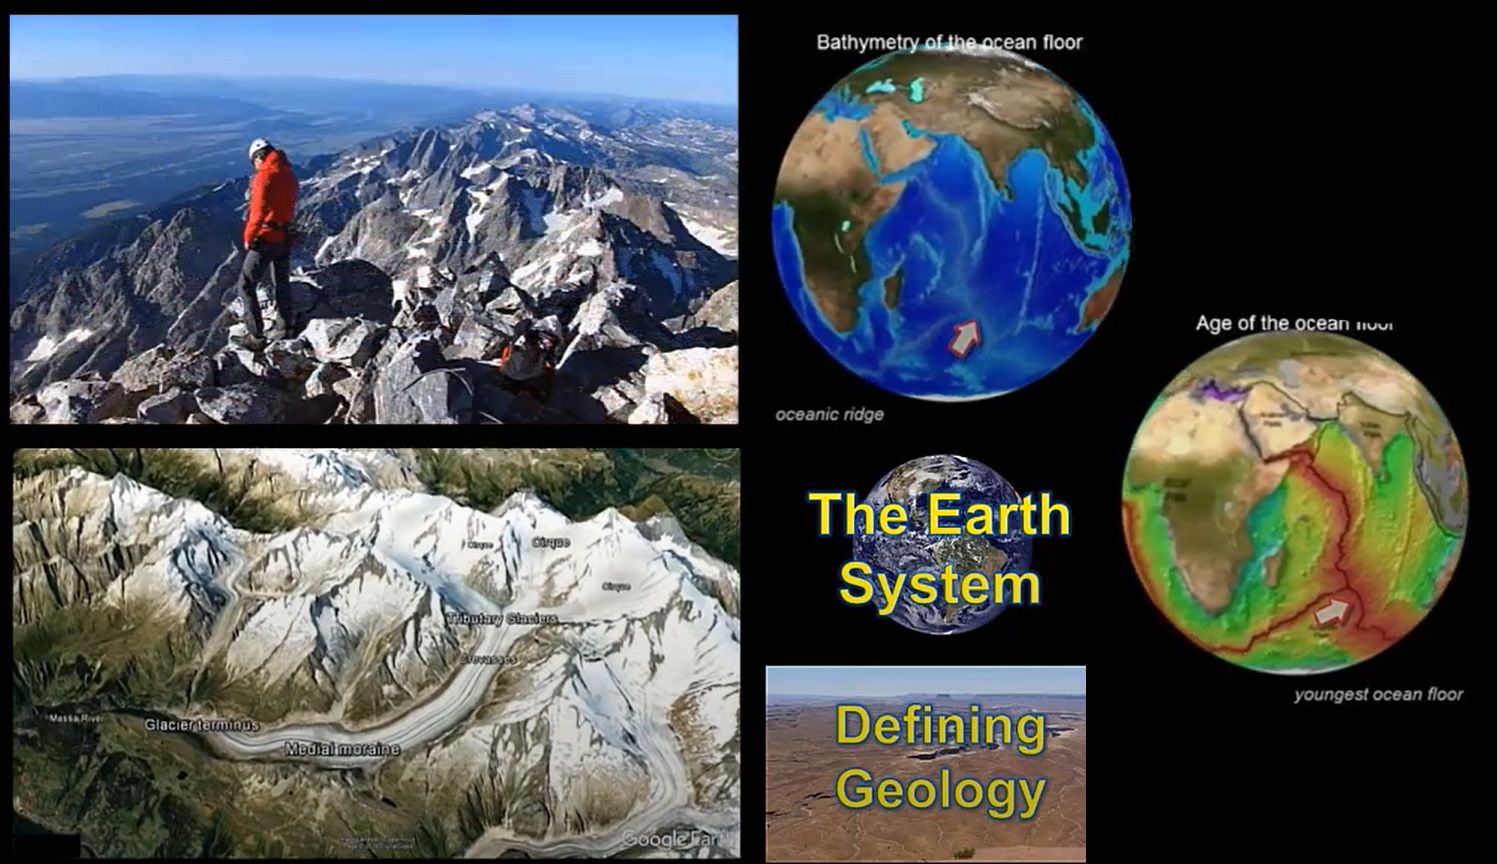 Bathymetry of the ocean floor
oceanic ridge
Age of the ocean floor
youngest ocean floor
The Earth
System
Defining
Geology
Cirque
Cirque
Cirque
Tributary Glaciers
Crevasses
Massa River
Glacier terminus
Medial moraine
Google Earth